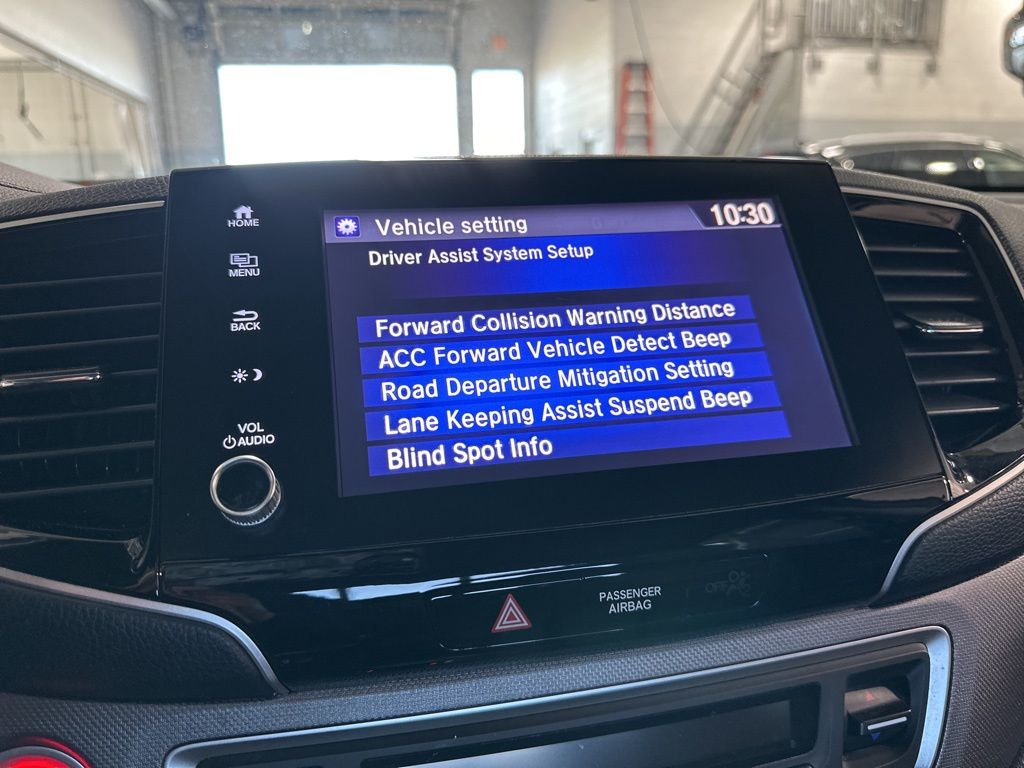 HOME
MENU
BACK
VOL
AUDIO
Vehicle setting
10:30
Driver Assist System Setup
Forward Collision Warning Distance
ACC Forward Vehicle Detect Beep
Road Departure Mitigation Setting
Lane Keeping Assist Suspend Beep
Blind Spot Info
PASSENGER
AIRBAG
OFF